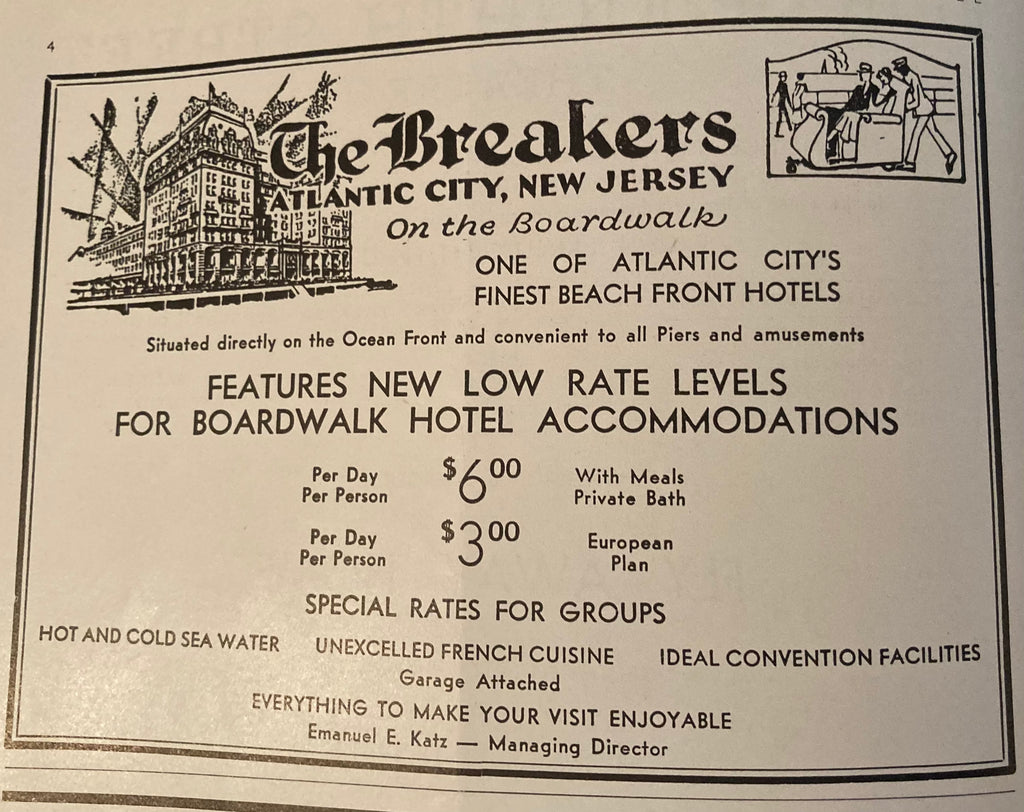 4
The Breakers
ATLANTIC CITY, NEW JERSEY
On the Boardwalk
ONE OF ATLANTIC CITY'S
FINEST BEACH FRONT HOTELS
Situated directly on the Ocean Front and convenient to all Piers and amusements
FEATURES NEW LOW RATE LEVELS
FOR BOARDWALK HOTEL ACCOMMODATIONS
Per Day $600 With Meals
Per Person Private Bath
Per Day $300 European
Per Person Plan
SPECIAL RATES FOR GROUPS
HOT AND COLD SEA WATER UNEXCELLED FRENCH CUISINE IDEAL CONVENTION FACILITIES
Garage Attached
EVERYTHING TO MAKE YOUR VISIT ENJOYABLE
Emanuel E. Katz — Managing Director